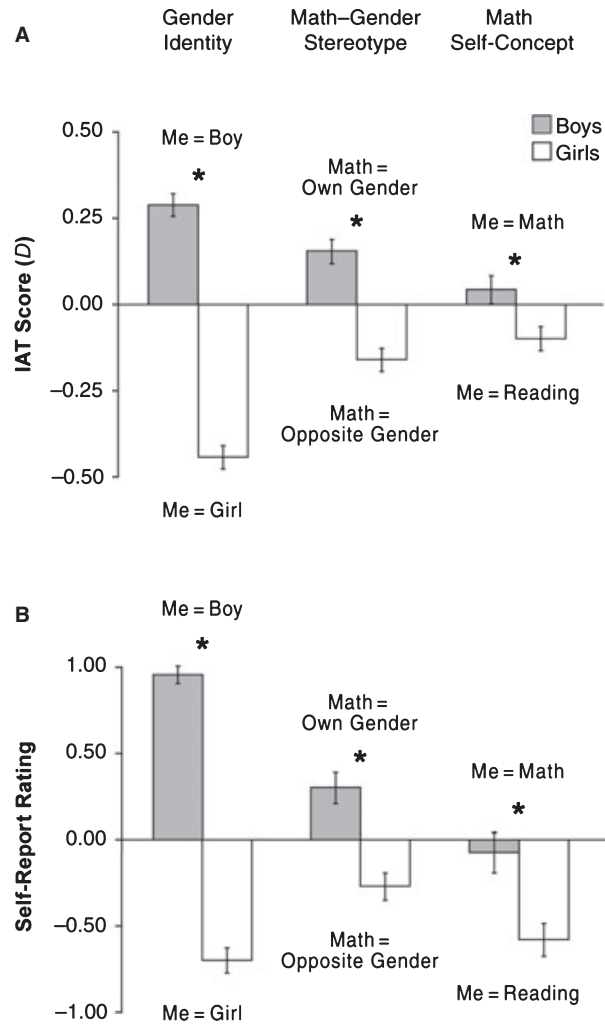 A
Gender
Identity
Math–Gender
Stereotype
Math
Self-Concept
Boys
Girls
IAT Score (D)
0.50
0.25
0.00
−0.25
−0.50
Me = Boy
*
Math =
Own Gender
*
Me = Math
*
Me = Reading
Math =
Opposite Gender
Me = Girl
B
Self-Report Rating
1.00
0.50
0.00
−0.50
−1.00
Me = Boy
*
Math =
Own Gender
*
Me = Math
*
Math =
Opposite Gender
Me = Reading
Me = Girl